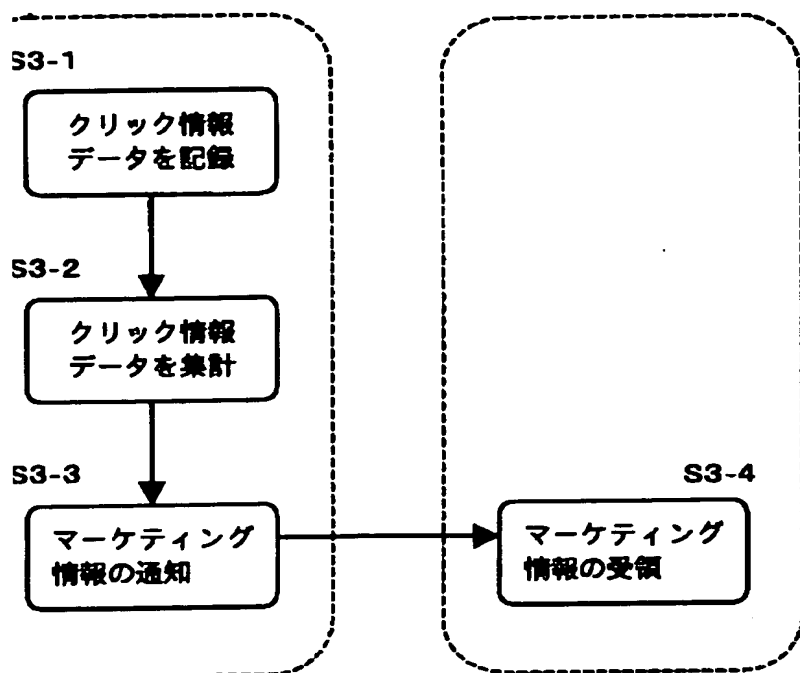 S3-1
クリック情報
データを記録
S3-2
クリック情報
データを集計
S3-3
マーケティング
情報の通知
S3-4
マーケティング
情報の受領